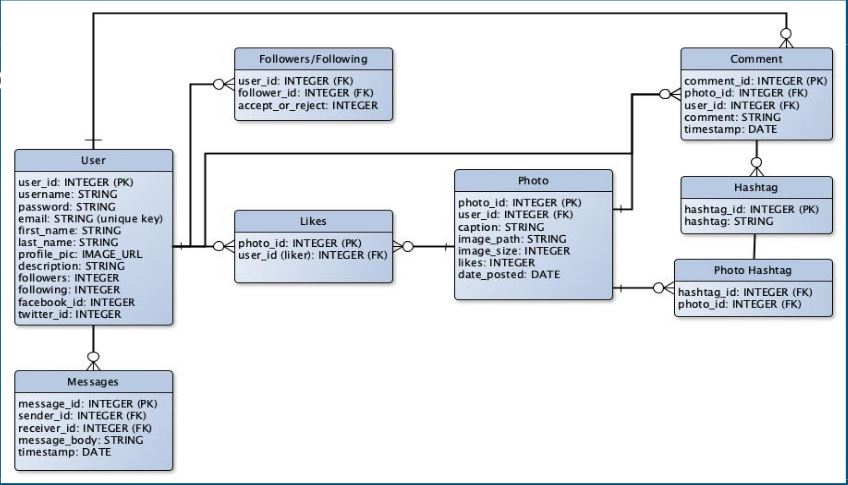 Followers/Following
user_id: INTEGER (FK)
follower_id: INTEGER (FK)
accept_or_reject: INTEGER
Comment
comment_id: INTEGER (PK)
photo_id: INTEGER (FK)
user_id: INTEGER (FK)
comment: STRING
timestamp: DATE
User
user_id: INTEGER (PK)
username: STRING
password: STRING
email: STRING (unique key)
first_name: STRING
last_name: STRING
profile_pic: IMAGE_URL
description: STRING
followers: INTEGER
following: INTEGER
facebook_id: INTEGER
twitter_id: INTEGER
Likes
photo_id: INTEGER (PK)
user_id (liker): INTEGER (FK)
Photo
photo_id: INTEGER (PK)
user_id: INTEGER (FK)
caption: STRING
image_path: STRING
image_size: INTEGER
likes: INTEGER
date_posted: DATE
Hashtag
hashtag_id: INTEGER (PK)
hashtag: STRING
Photo Hashtag
hashtag_id: INTEGER (FK)
photo_id: INTEGER (FK)
Messages
message_id: INTEGER (PK)
sender_id: INTEGER (FK)
receiver_id: INTEGER (FK)
message_body: STRING
timestamp: DATE